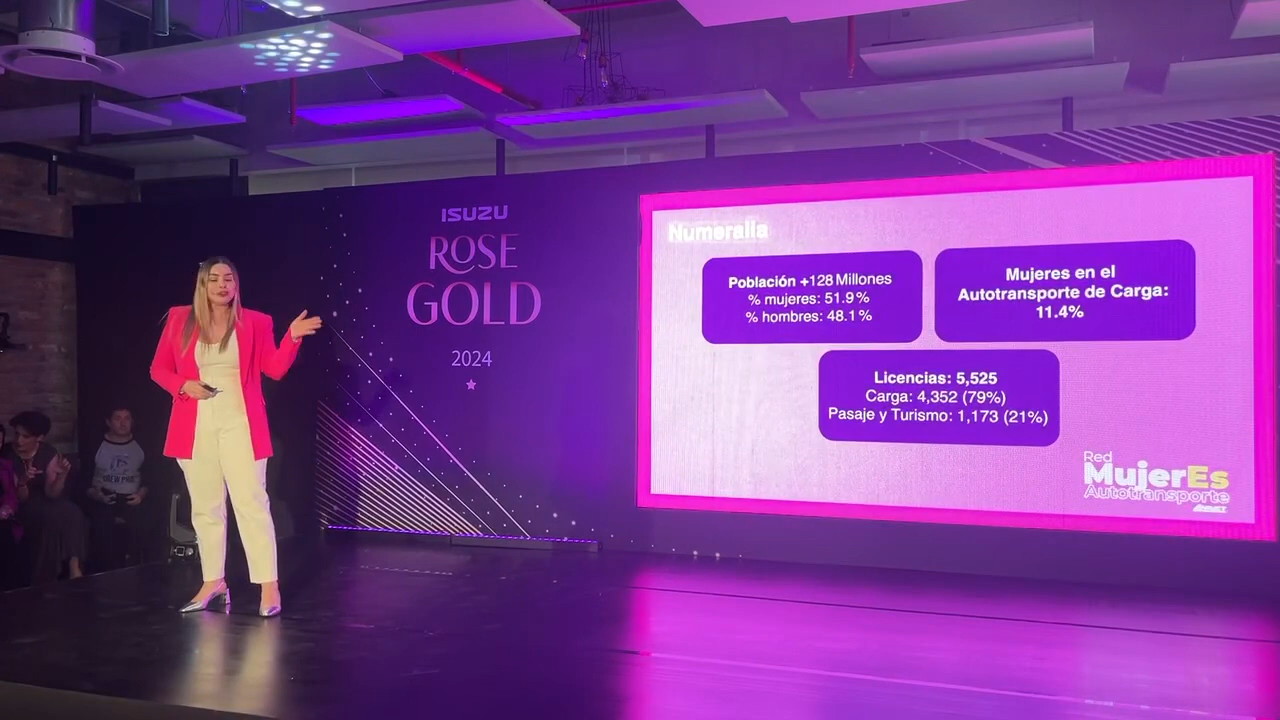 ISUZU
ROSE
GOLD
2024
Numeralia
Población +128 Millones
% mujeres: 51.9%
% hombres: 48.1%
Mujeres en el
Autotransporte de Carga:
11.4%
Licencias: 5,525
Carga: 4,352 (79%)
Pasaje y Turismo: 1,173 (21%)
Red
MujerEs
Autotransporte